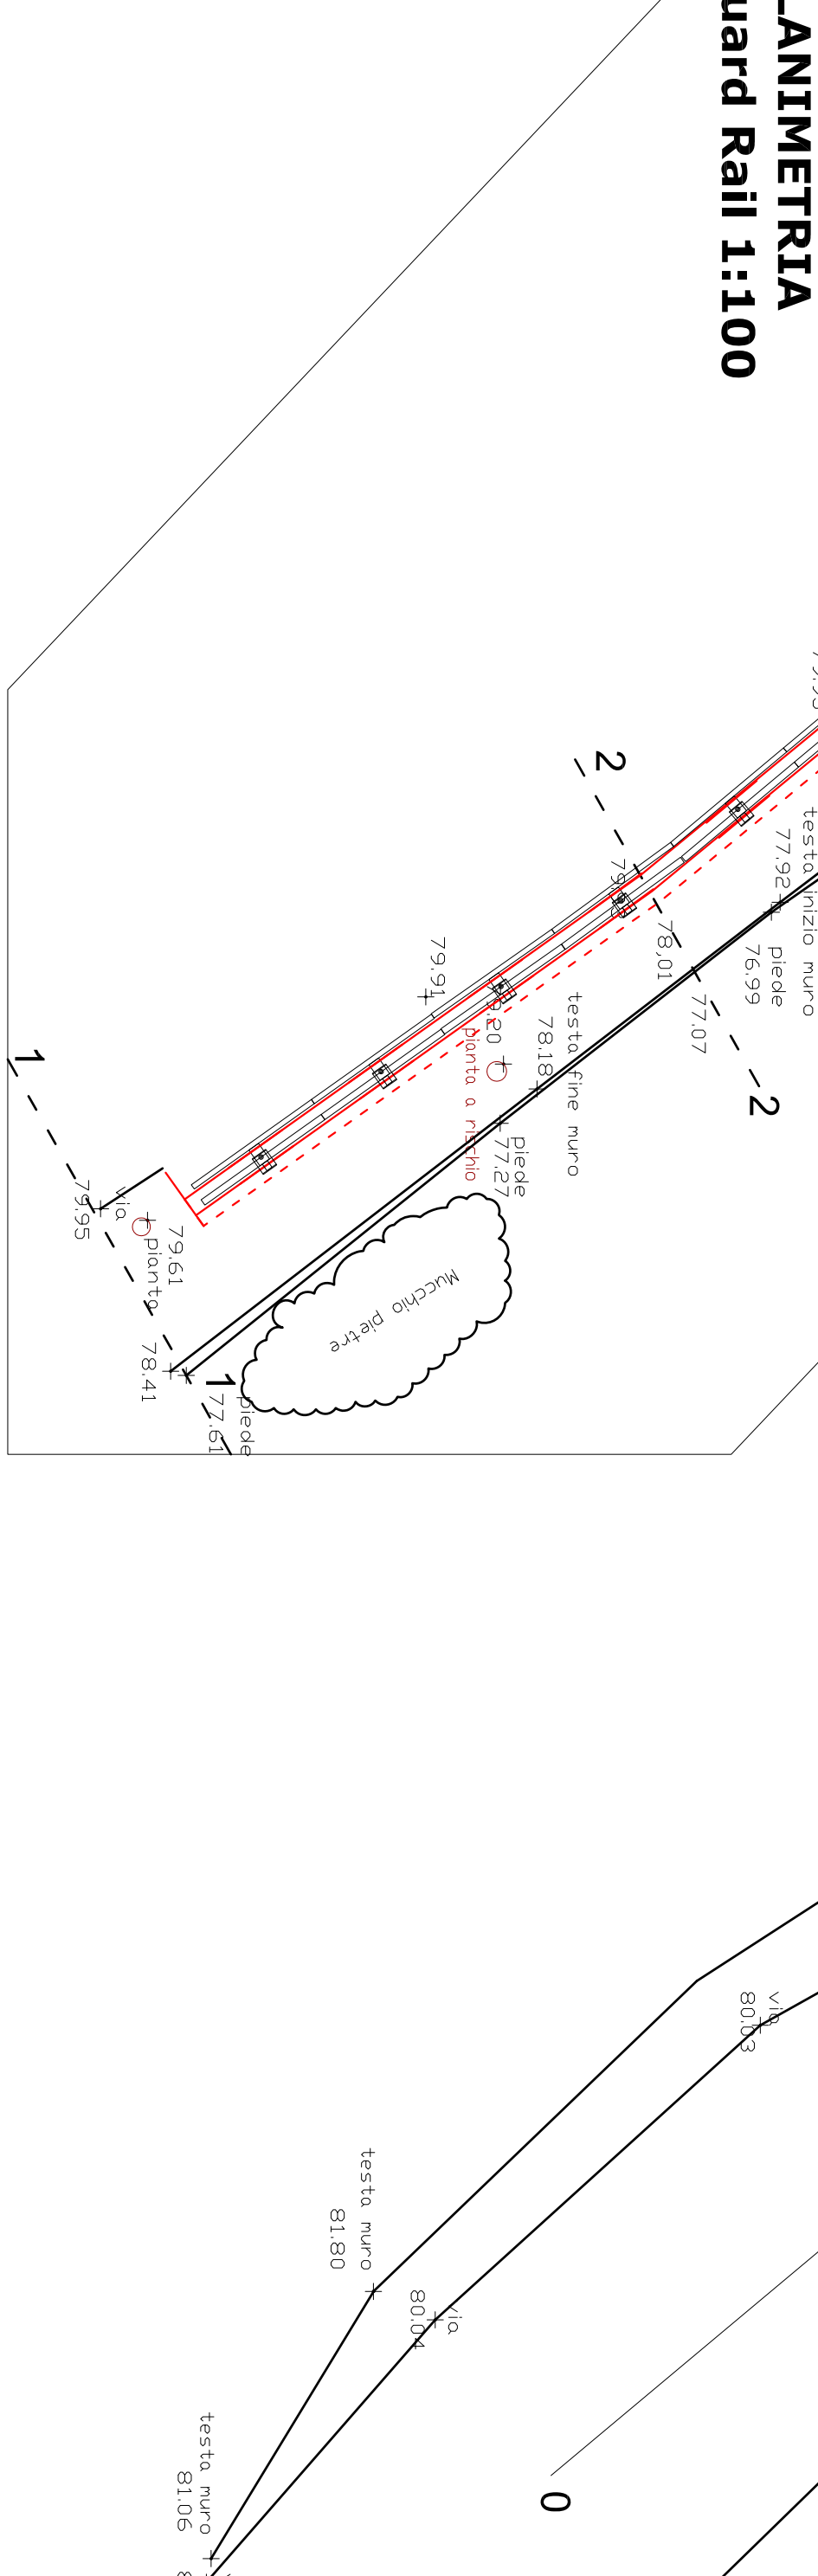 LANIMETRIA
uard Rail 1:100
2
testa inizio muro
77.92
piede
76.99
78,01
77.07
2
79.91
testa fine muro
78.18
pianta a rischio
piede
77.27
1
79.95
via
79.61
pianta
78.41
1
piede
77.61
Mucchio pietre
via
80.03
testa muro
81.80
via
80.04
testa muro
81.06
0